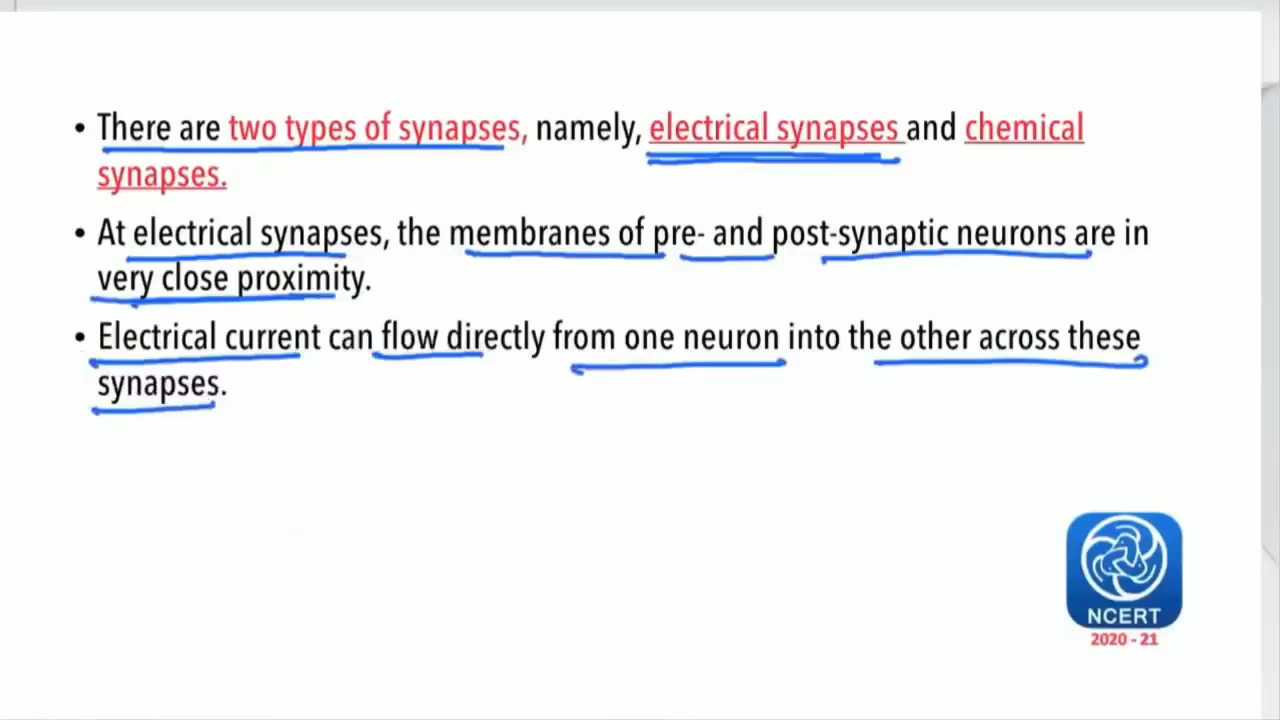 • There are two types of synapses, namely, electrical synapses and chemical
synapses.
• At electrical synapses, the membranes of pre- and post-synaptic neurons are in
very close proximity.
• Electrical current can flow directly from one neuron into the other across these
synapses.
NCERT
2020 - 21